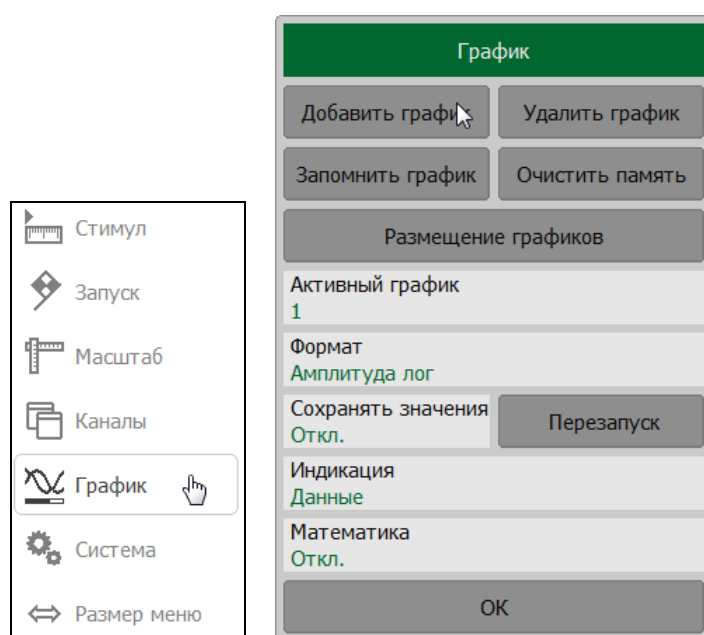 Стимул
Запуск
Масштаб
Каналы
График
Система
Размер меню
График
Добавить график
Удалить график
Запомнить график
Очистить память
Размещение графиков
Активный график
1
Формат
Амплитуда лог
Сохранять значения
Откл.
Перезапуск
Индикация
Данные
Математика
Откл.
ОК